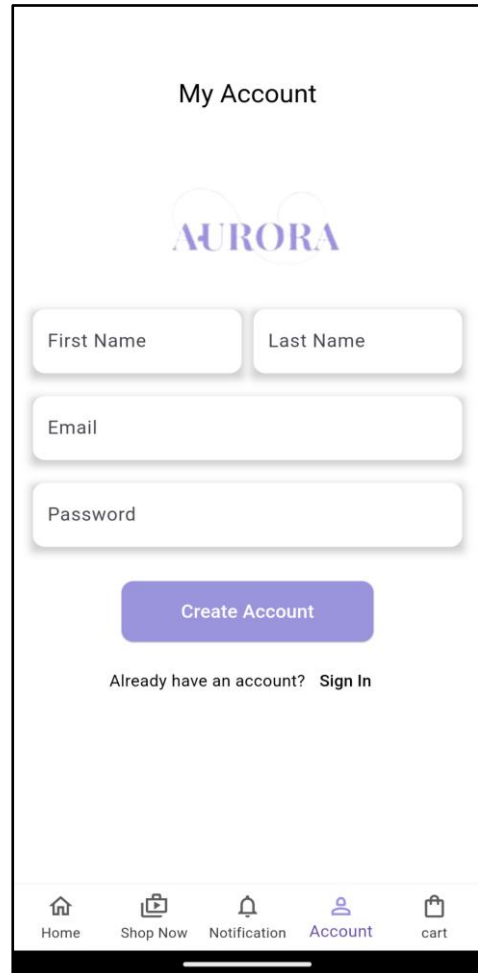 My Account
AURORA
First Name Last Name
Email
Password
Create Account
Already have an account? Sign In
Home Shop Now Notification Account cart